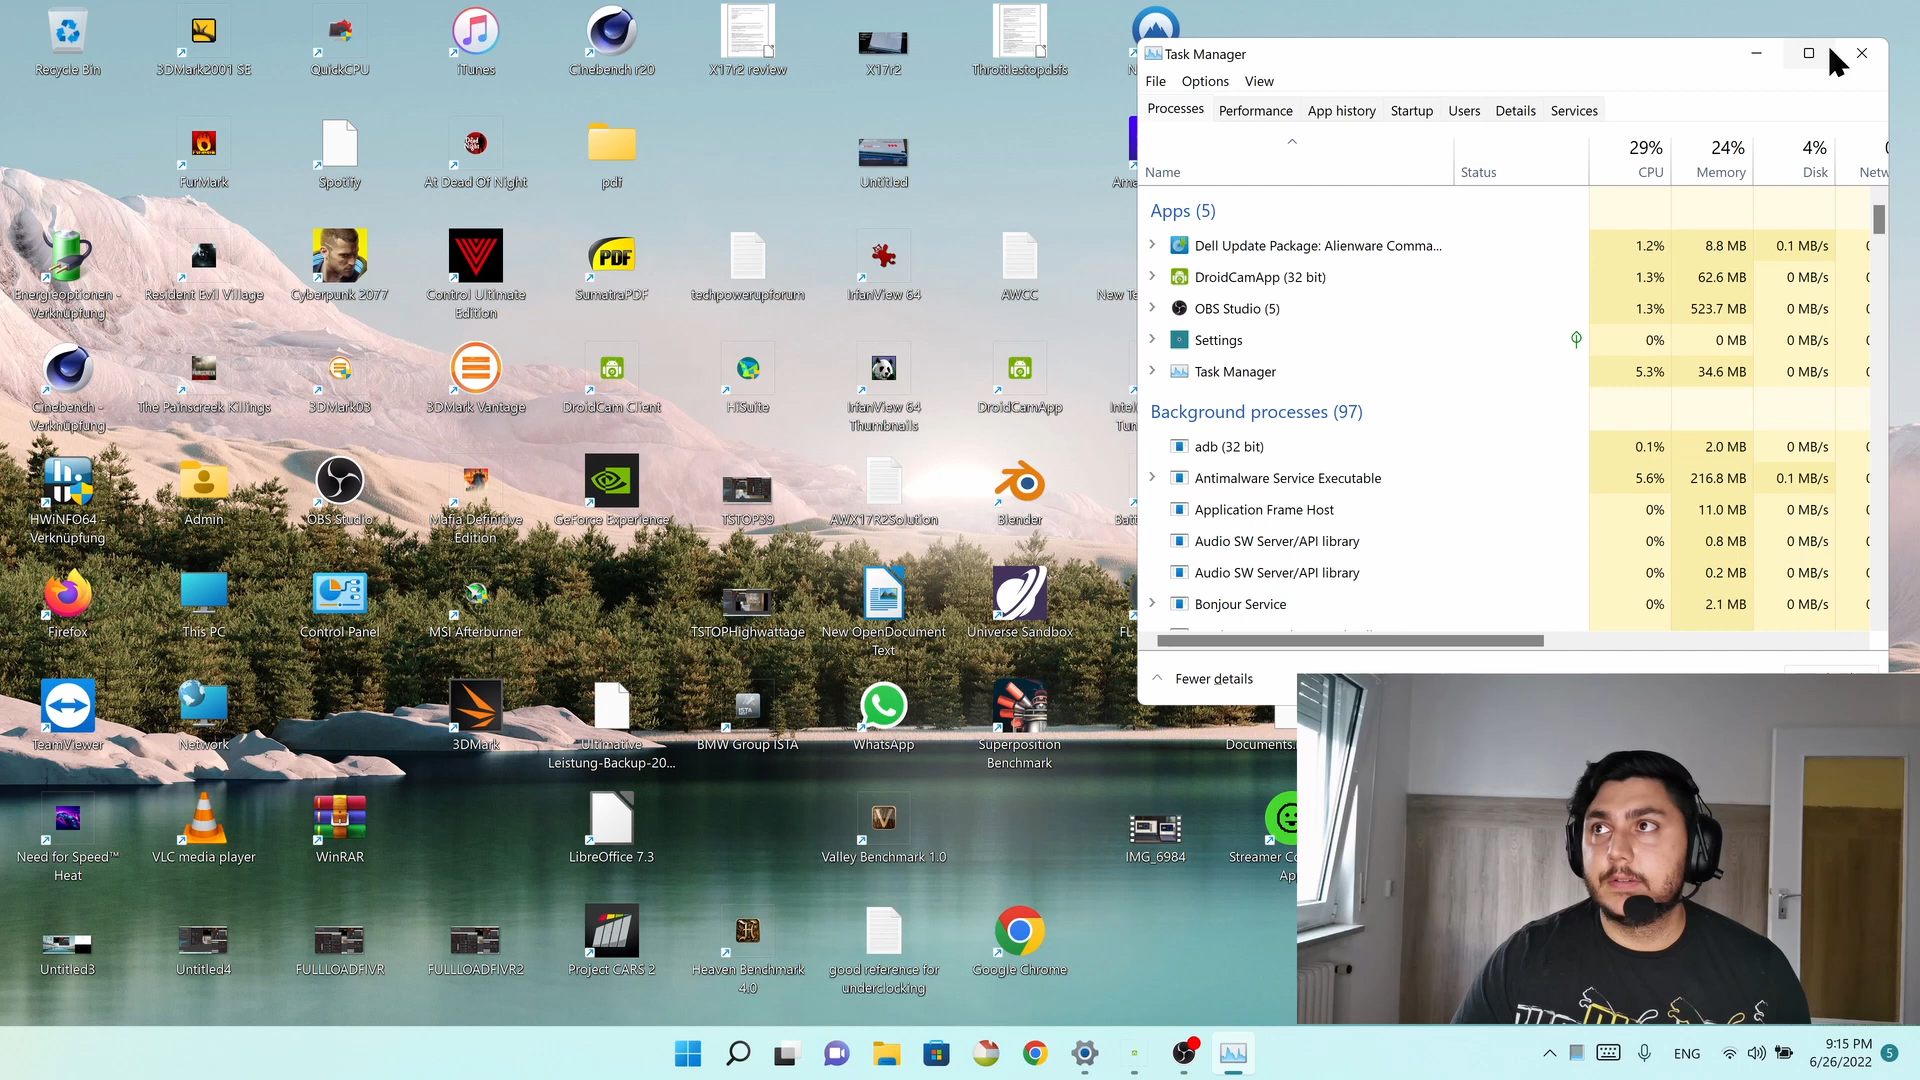 Recycle Bin
3DMark2001 SE
QuickCPU
iTunes
Cinebench r20
X17r2 review
X17r2
Throttlestopdsfs
FurMark
Spotify
At Dead Of Night
pdf
Untitled
Energieoptionen -
Verknüpfung
Resident Evil Village
Cyberpunk 2077
Control Ultimate
Edition
PDF
SumatraPDF
techpowerupforum
IrfanView 64
AWCC
Cinebench -
Verknüpfung
The Painscreek Killings
3DMark03
3DMark Vantage
DroidCam Client
HiSuite
IrfanView 64
Thumbnails
DroidCamApp
HWiNFO64 -
Verknüpfung
Admin
OBS Studio
Mafia Definitive
Edition
GeForce Experience
TSTOP39
AWX17R2Solution
Blender
Firefox
This PC
Control Panel
MSI Afterburner
TSTOPHighwattage
New OpenDocument
Text
Universe Sandbox
TeamViewer
Network
3DMark
Ultimative
Leistung-Backup-20...
BMW Group ISTA
WhatsApp
Superposition
Benchmark
Need for Speed™
Heat
VLC media player
WinRAR
LibreOffice 7.3
Valley Benchmark 1.0
IMG_6984
Untitled3
Untitled4
FULLLOADFIVR
FULLLOADFIVR2
Project CARS 2
Heaven Benchmark
4.0
good reference for
underclocking
Google Chrome
Task Manager
File Options View
Processes Performance App history Startup Users Details Services
29% 24% 4%
Name Status CPU Memory Disk Netw
Apps (5)
Dell Update Package: Alienware Comma... 1.2% 8.8 MB 0.1 MB/s
DroidCamApp (32 bit) 1.3% 62.6 MB 0 MB/s
OBS Studio (5) 1.3% 523.7 MB 0 MB/s
Settings 0% 0 MB 0 MB/s
Task Manager 5.3% 34.6 MB 0 MB/s
Background processes (97)
adb (32 bit) 0.1% 2.0 MB 0 MB/s
Antimalware Service Executable 5.6% 216.8 MB 0.1 MB/s
Application Frame Host 0% 11.0 MB 0 MB/s
Audio SW Server/API library 0% 0.8 MB 0 MB/s
Audio SW Server/API library 0% 0.2 MB 0 MB/s
Bonjour Service 0% 2.1 MB 0 MB/s
Fewer details
ENG
9:15 PM
6/26/2022
5